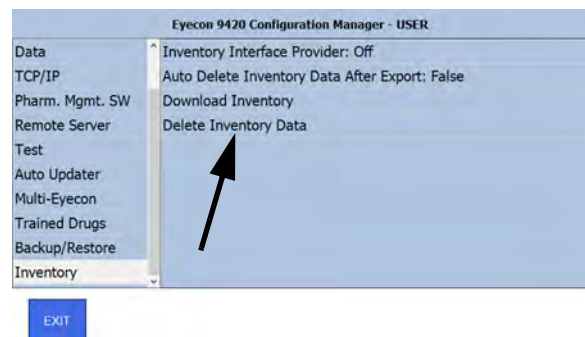 Eyecon 9420 Configuration Manager - USER
Data
TCP/IP
Pharm. Mgmt. SW
Remote Server
Test
Auto Updater
Multi-Eyecon
Trained Drugs
Backup/Restore
Inventory
Inventory Interface Provider: Off
Auto Delete Inventory Data After Export: False
Download Inventory
Delete Inventory Data
EXIT